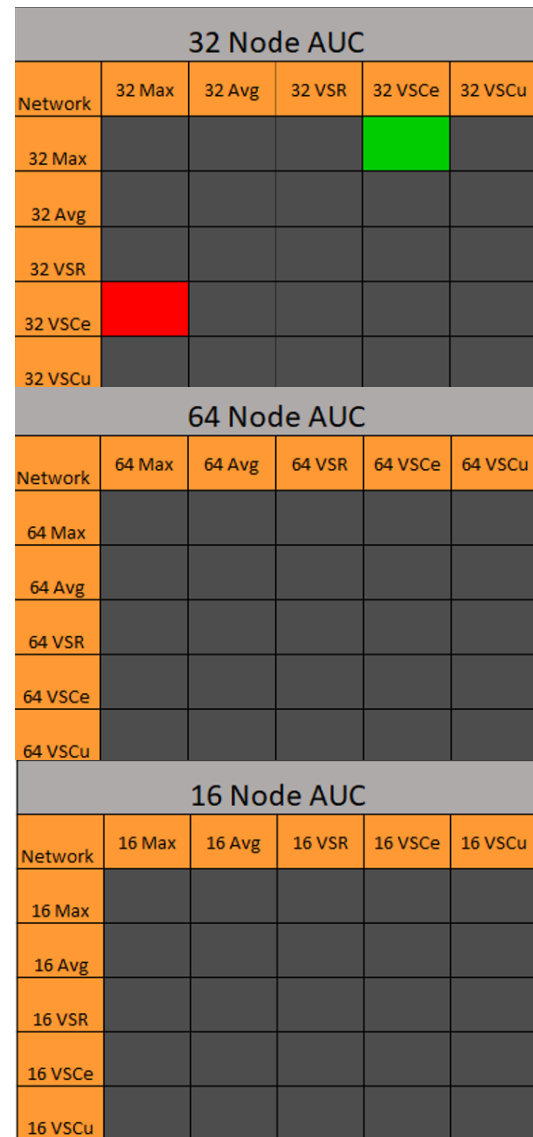 32 Node AUC
Network 32 Max 32 Avg 32 VSR 32 VSCe 32 VSCu
32 Max
32 Avg
32 VSR
32 VSCe
32 VSCu
64 Node AUC
Network 64 Max 64 Avg 64 VSR 64 VSCe 64 VSCu
64 Max
64 Avg
64 VSR
64 VSCe
64 VSCu
16 Node AUC
Network 16 Max 16 Avg 16 VSR 16 VSCe 16 VSCu
16 Max
16 Avg
16 VSR
16 VSCe
16 VSCu